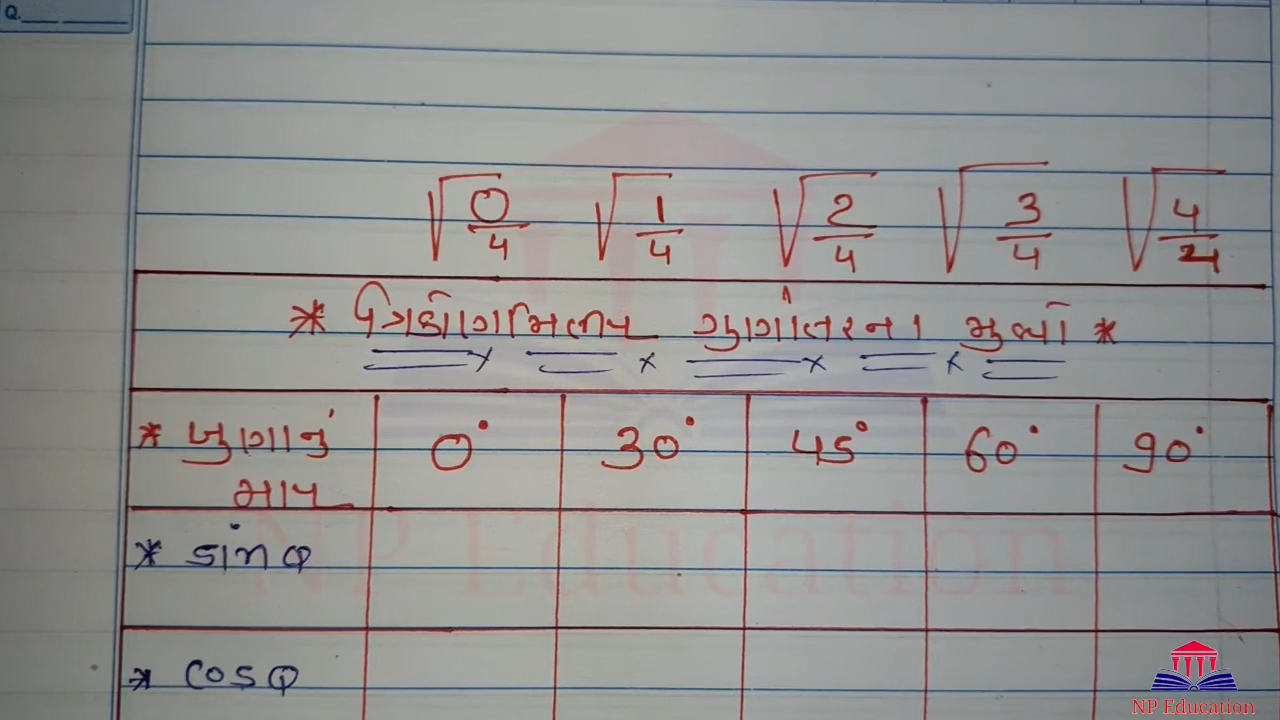 Q.
√0/4 √1/4 √2/4 √3/4 √4/4
* ત્રિકોણમિતીય ગુણોત્તરના મુલ્યો *
* ખુણાનું 0° 30° 45° 60° 90°
માપ
* sinθ
* cosθ
NP Education
NP Education